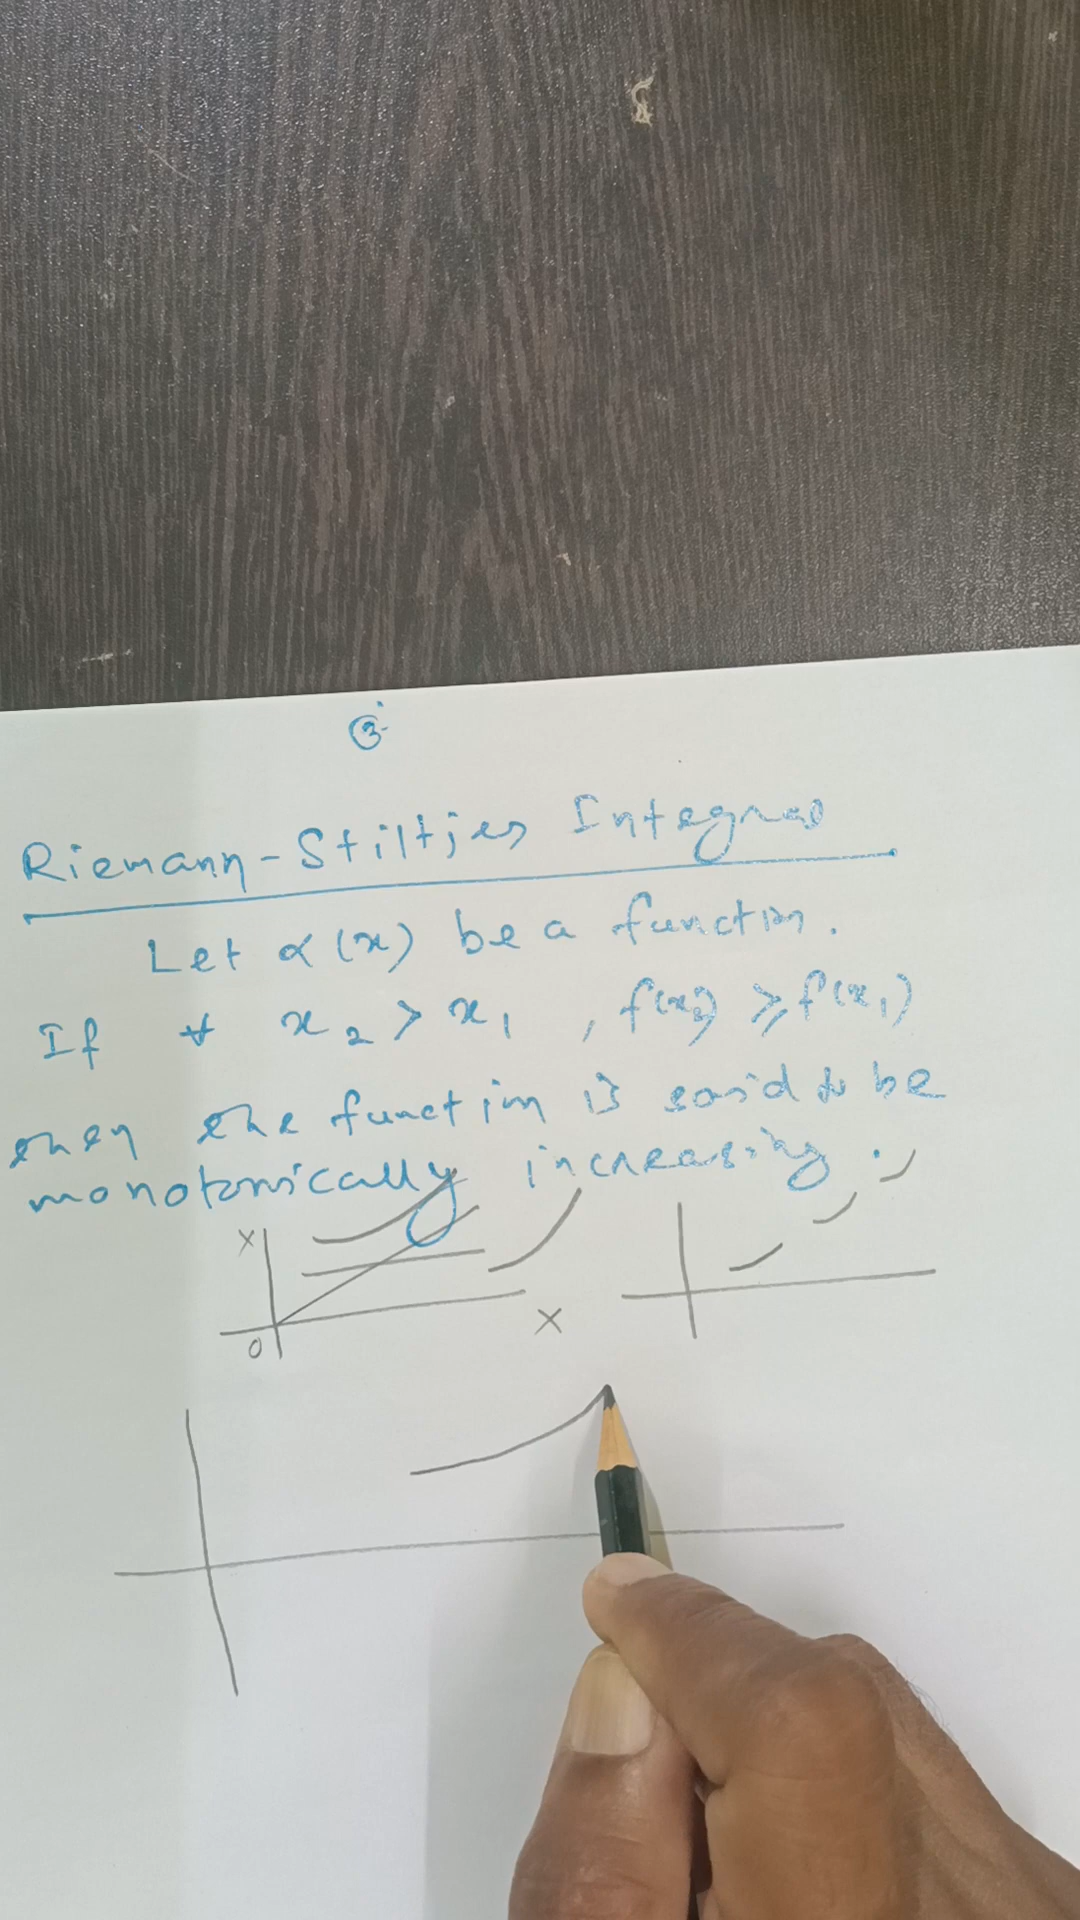 ③
Riemann-Stiltjes Integral
Let α(x) be a function.
If ∀ x₂ > x₁, f(x₂) ⩾ f(x₁)
then the function is said to be
monotonically increasing.
X
O X